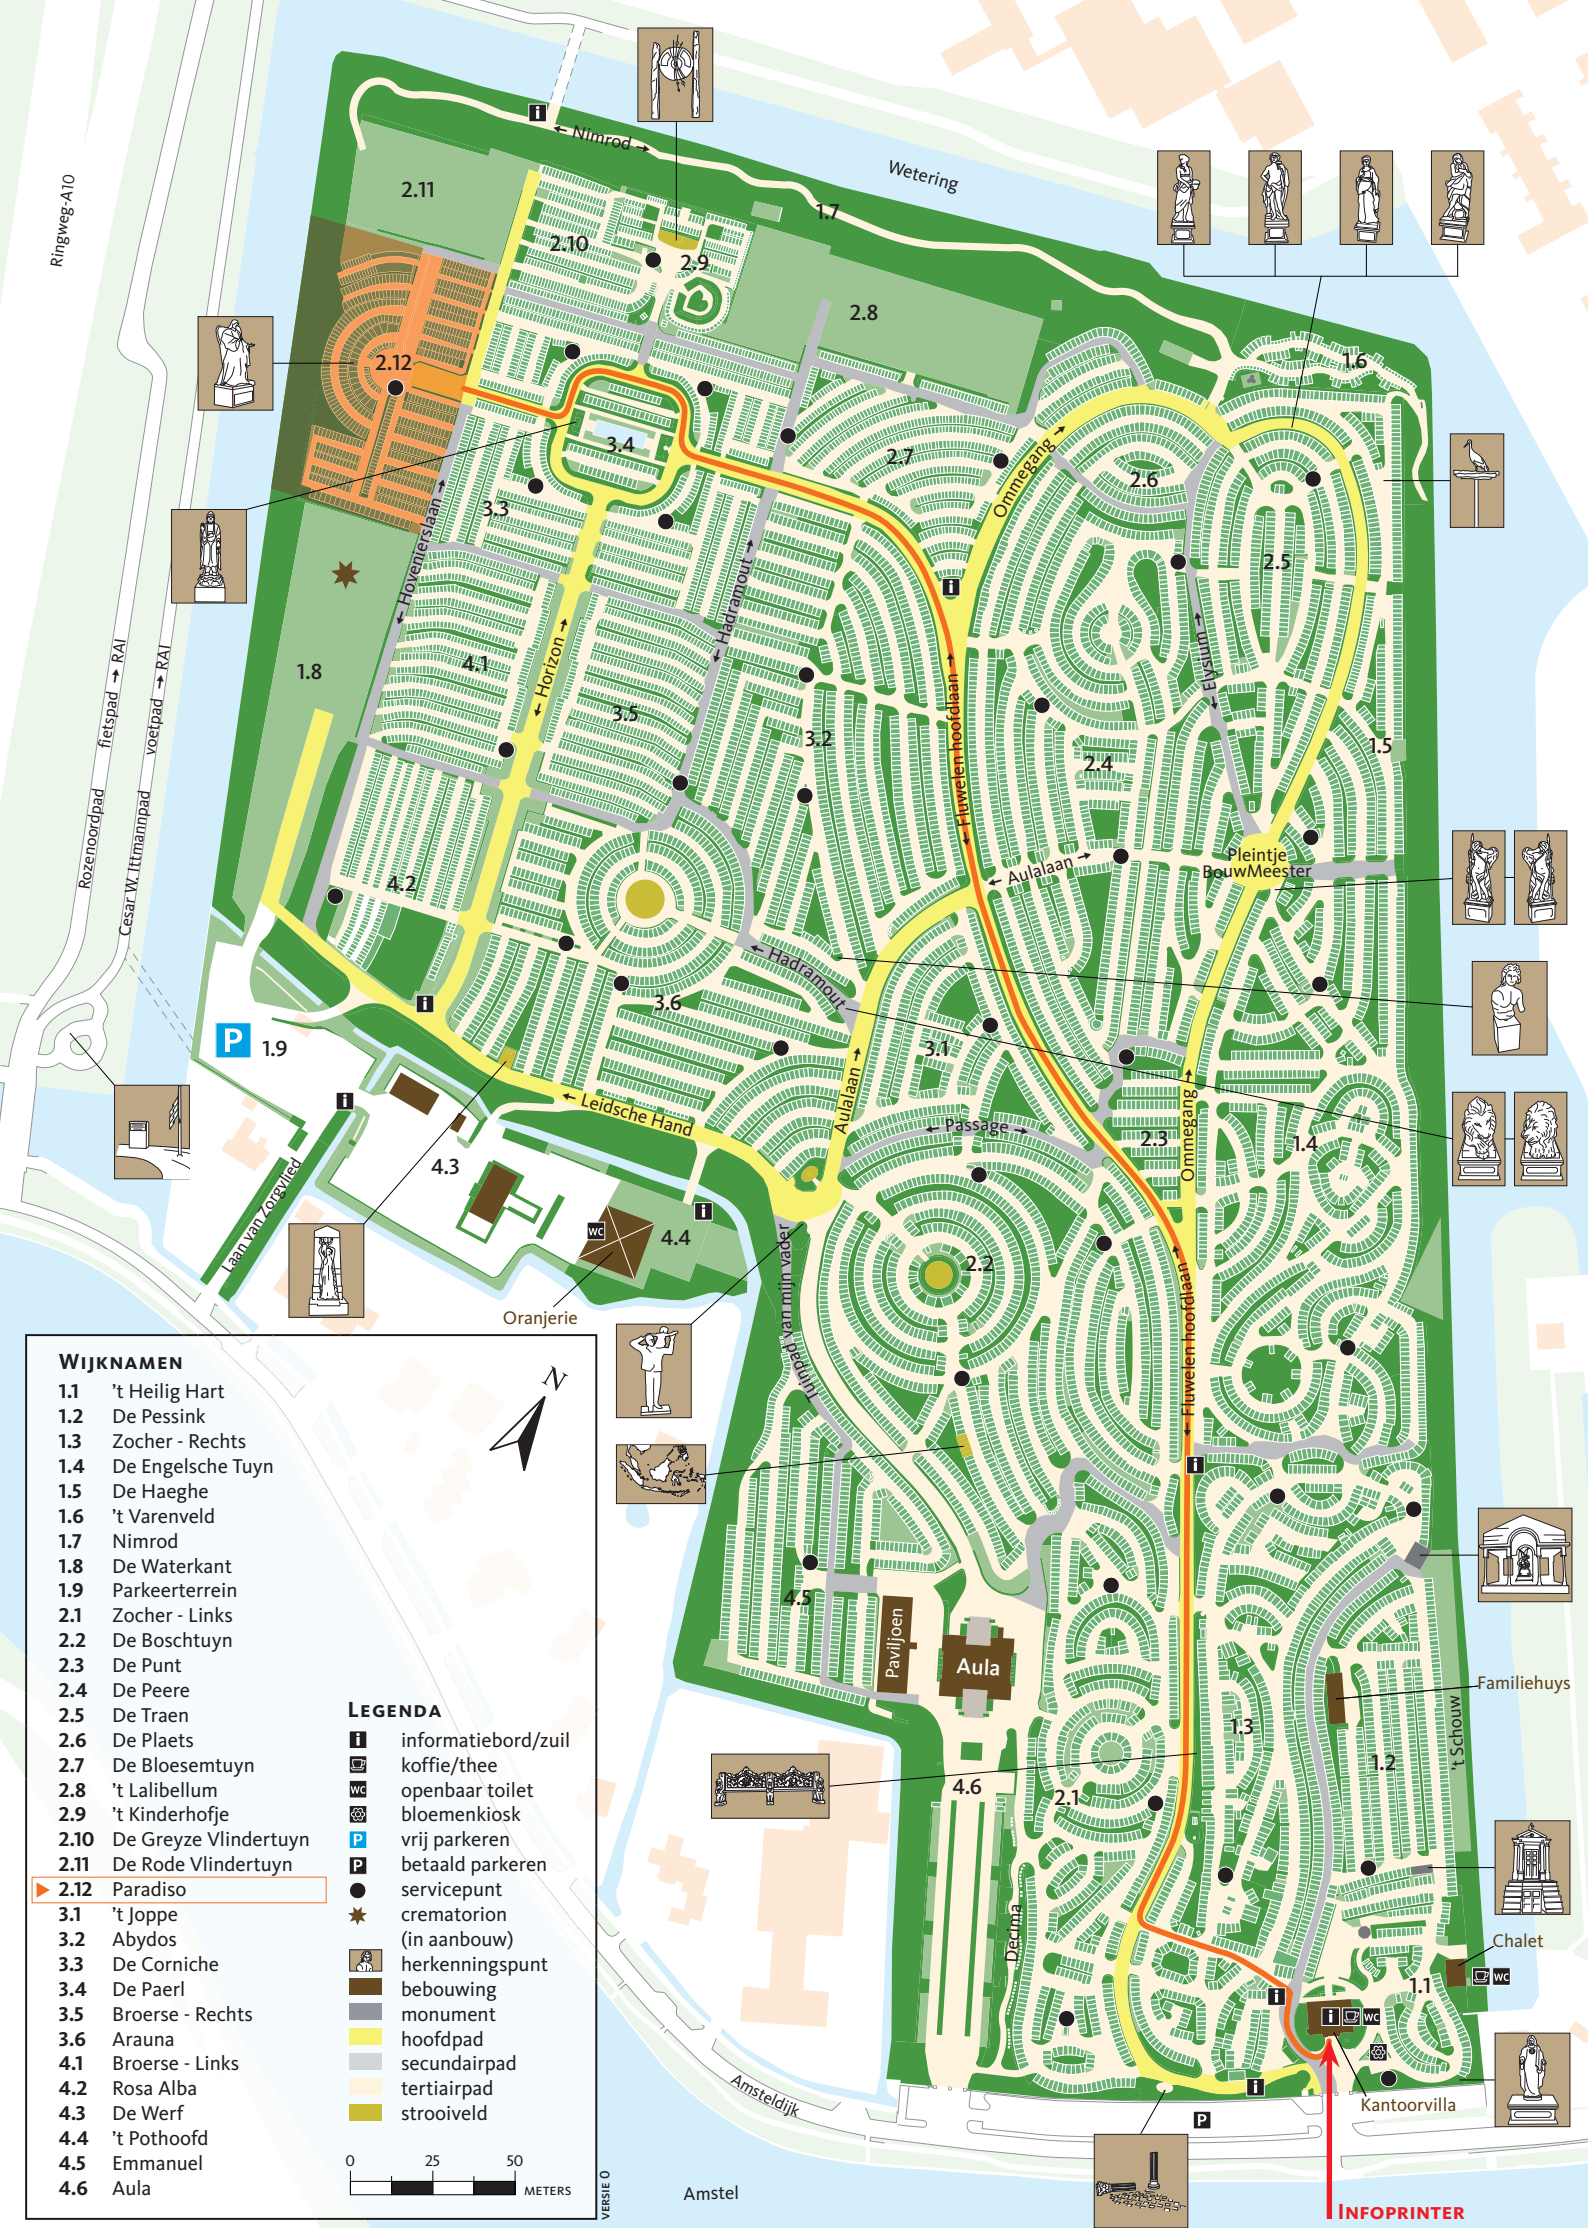 Ringweg-A10
← Nimrod →
Wetering
2.11
1.7
2.10
2.9
2.8
1.6
2.12
3.4
2.7
Ommegang →
2.6
3.3
← Hovenierslaan →
2.5
← Hadramout →
← Elysium →
4.1
← Horizon →
1.8
3.5
3.2
← Fluwelen hoofdlaan →
2.4
1.5
Rozenoordpad
fietspad → RAI
Cesar W. Ittmannpad
voetpad → RAI
← Aulalaan →
Pleintje
BouwMeester
4.2
← Hadramout
3.6
P 1.9
3.1
Aulalaan →
← Leidsche Hand
← Passage →
2.3
Ommegang →
1.4
4.3
Laan van Zorgvlied
WC
4.4
Oranjerie
Tuinpad van mijn vader
2.2
← Fluwelen hoofdlaan →
4.5
Paviljoen
Aula
1.3
Familiehuys
't Schouw
1.2
4.6
2.1
Decima
Chalet
WC
1.1
WC
Kantoorvilla
P
Amsteldijk
Amstel
INFOPRINTER
WIJKNAMEN
1.1 't Heilig Hart
1.2 De Pessink
1.3 Zocher - Rechts
1.4 De Engelsche Tuyn
1.5 De Haeghe
1.6 't Varenveld
1.7 Nimrod
1.8 De Waterkant
1.9 Parkeerterrein
2.1 Zocher - Links
2.2 De Boschtuyn
2.3 De Punt
2.4 De Peere
2.5 De Traen
2.6 De Plaets
2.7 De Bloesemtuyn
2.8 't Lalibellum
2.9 't Kinderhofje
2.10 De Greyze Vlindertuyn
2.11 De Rode Vlindertuyn
2.12 Paradiso
3.1 't Joppe
3.2 Abydos
3.3 De Corniche
3.4 De Paerl
3.5 Broerse - Rechts
3.6 Arauna
4.1 Broerse - Links
4.2 Rosa Alba
4.3 De Werf
4.4 't Pothoofd
4.5 Emmanuel
4.6 Aula
N
LEGENDA
i informatiebord/zuil
koffie/thee
WC openbaar toilet
bloemenkiosk
P vrij parkeren
P betaald parkeren
servicepunt
crematorion
(in aanbouw)
herkenningspunt
bebouwing
monument
hoofdpad
secundairpad
tertiairpad
strooiveld
0 25 50
METERS
VERSIE O